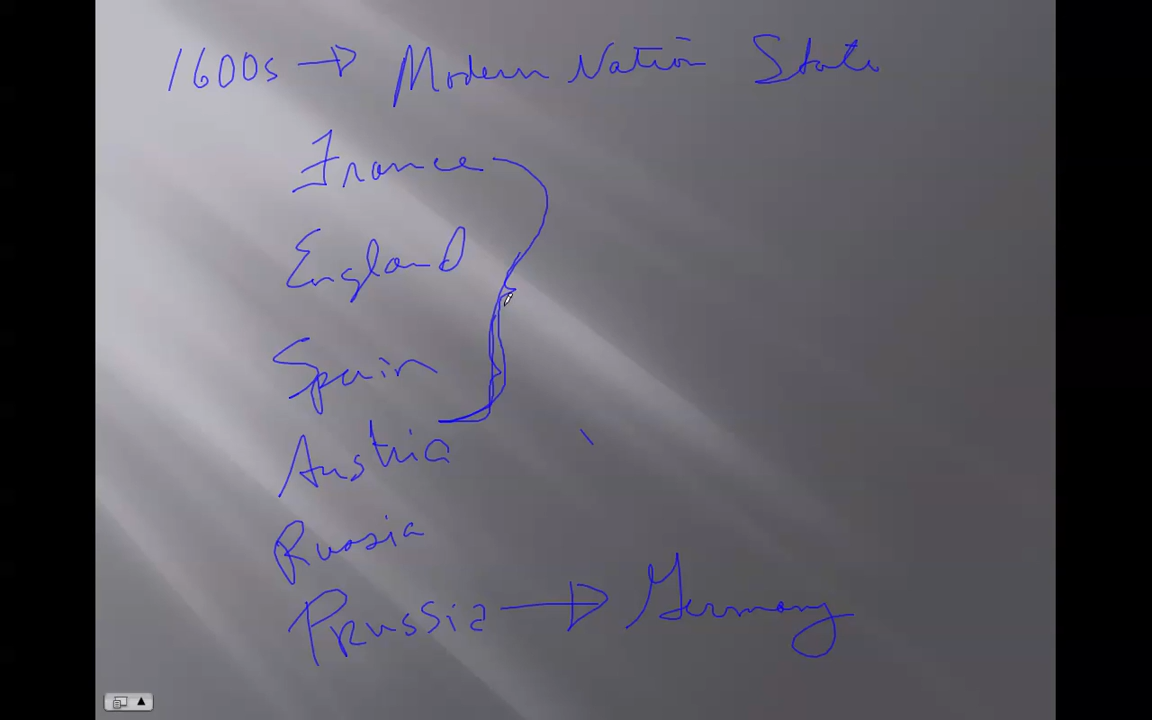 1600s → Modern Nation State
France
England
Spain
Austria
Russia
Prussia → Germany